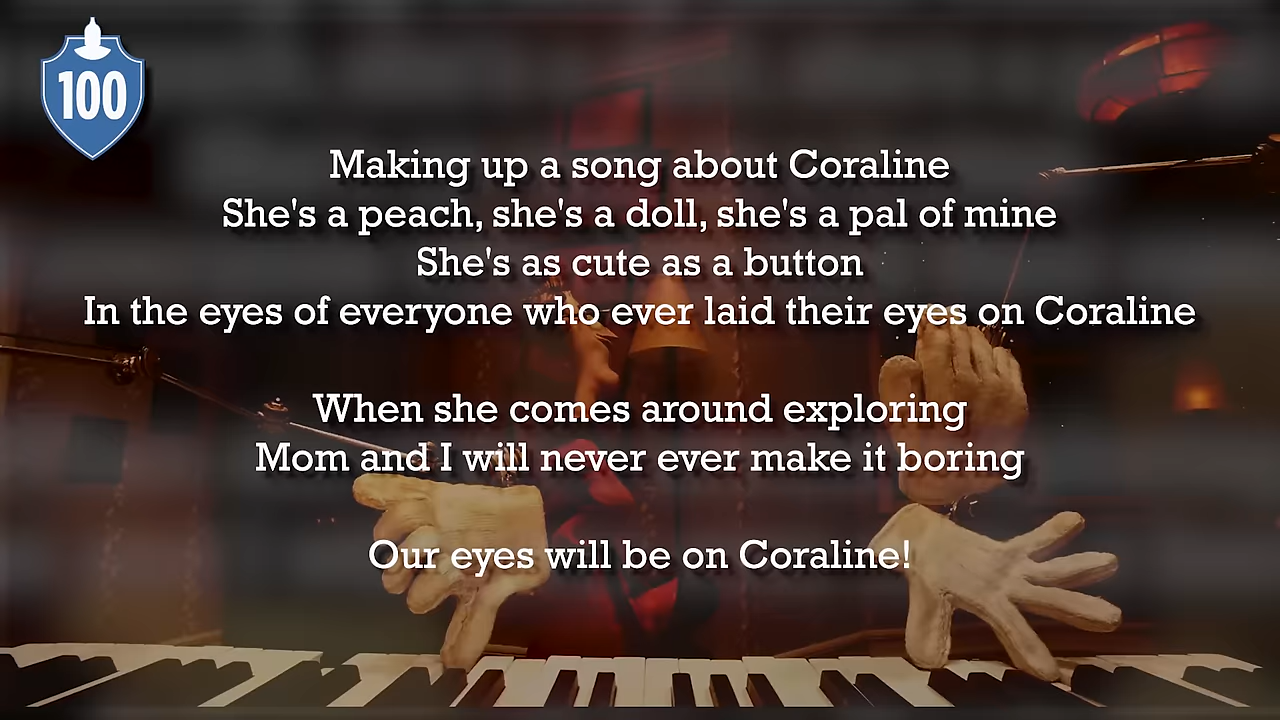 100
Making up a song about Coraline
She's a peach, she's a doll, she's a pal of mine
She's as cute as a button
In the eyes of everyone who ever laid their eyes on Coraline
When she comes around exploring
Mom and I will never ever make it boring
Our eyes will be on Coraline!